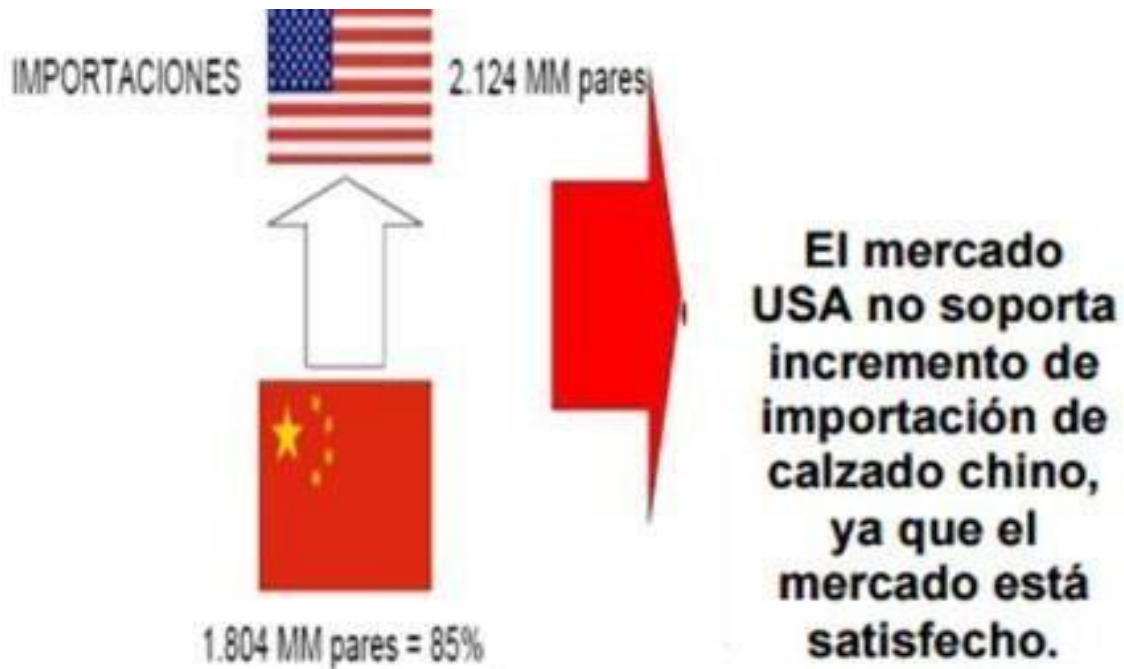 IMPORTACIONES
2.124 MM pares
El mercado
USA no soporta
incremento de
importación de
calzado chino,
ya que el
mercado está
satisfecho.
1.804 MM pares = 85%